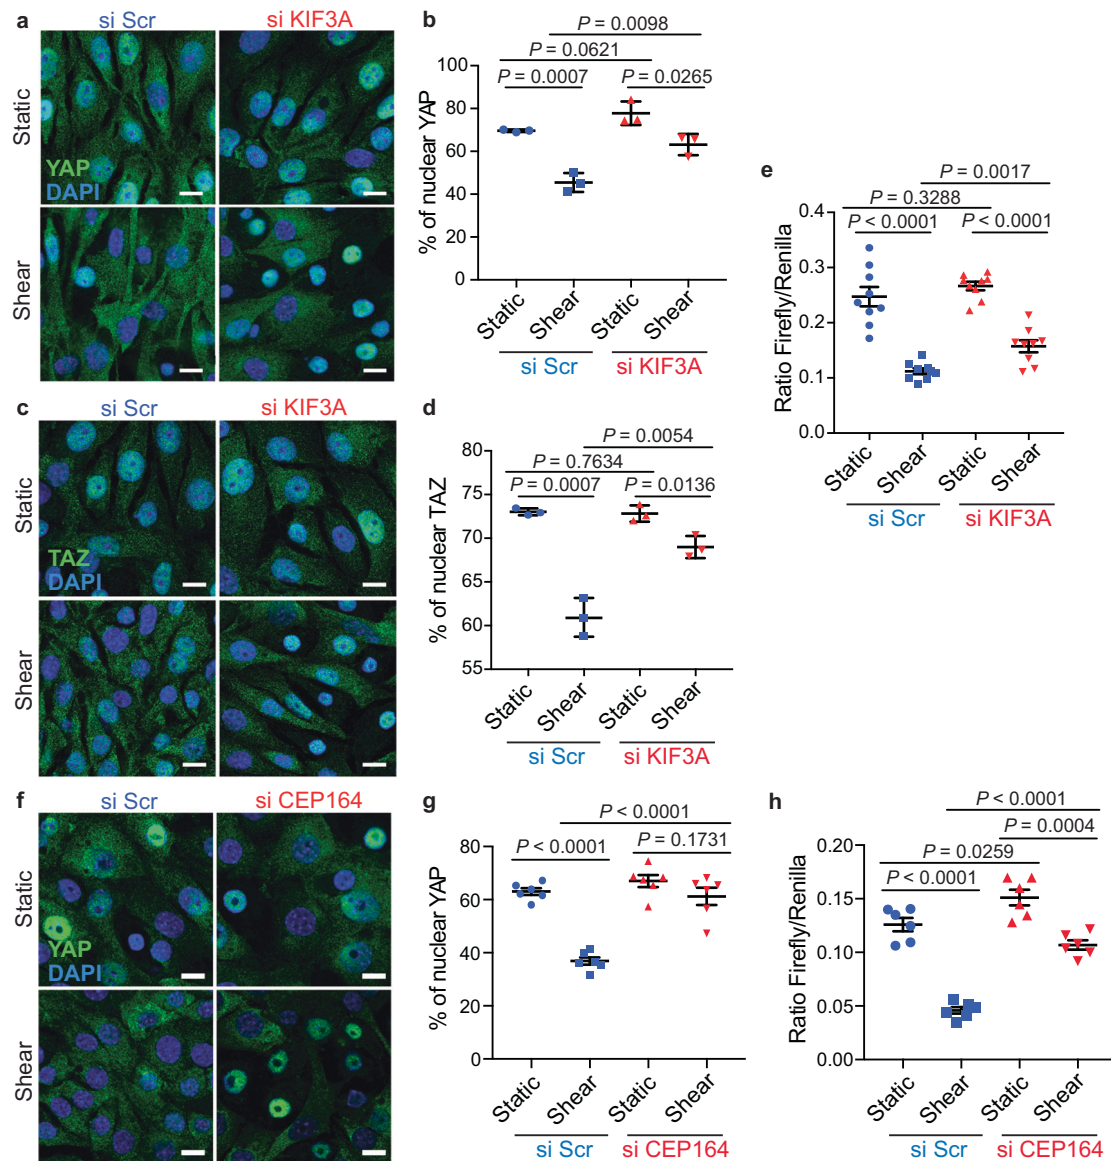 a
si Scr
si KIF3A
Static
YAP
DAPI
Shear
b
P = 0.0098
P = 0.0621
P = 0.0007
P = 0.0265
% of nuclear YAP
100
80
60
40
20
0
Static
Shear
Static
Shear
si Scr
si KIF3A
c
si Scr
si KIF3A
Static
TAZ
DAPI
Shear
d
P = 0.0054
P = 0.7634
P = 0.0007
P = 0.0136
% of nuclear TAZ
80
75
70
65
60
55
Static
Shear
Static
Shear
si Scr
si KIF3A
e
P = 0.0017
P = 0.3288
P < 0.0001
P < 0.0001
Ratio Firefly/Renilla
0.4
0.3
0.2
0.1
0.0
Static
Shear
Static
Shear
si Scr
si KIF3A
f
si Scr
si CEP164
Static
YAP
DAPI
Shear
g
P < 0.0001
P < 0.0001
P = 0.1731
% of nuclear YAP
80
60
40
20
0
Static
Shear
Static
Shear
si Scr
si CEP164
h
P < 0.0001
P = 0.0004
P = 0.0259
P < 0.0001
Ratio Firefly/Renilla
0.20
0.15
0.10
0.05
0.00
Static
Shear
Static
Shear
si Scr
si CEP164